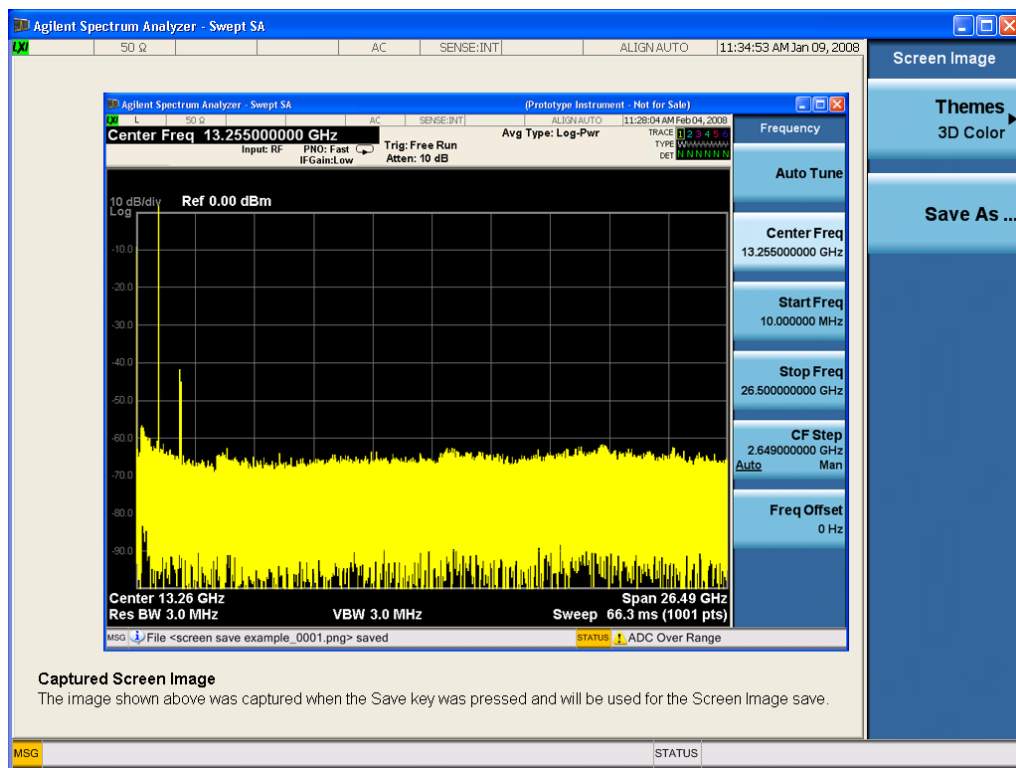 Agilent Spectrum Analyzer - Swept SA
LXI 50 Ω AC SENSE:INT ALIGN AUTO 11:34:53 AM Jan 09, 2008
Agilent Spectrum Analyzer - Swept SA (Prototype Instrument - Not for Sale)
LXI L 50 Ω AC SENSE:INT ALIGN AUTO 11:28:04 AM Feb 04, 2008
Center Freq 13.255000000 GHz
Input: RF PNO: Fast
IFGain:Low
Trig: Free Run
Atten: 10 dB
Avg Type: Log-Pwr
TRACE 1 2 3 4 5 6
TYPE
DET N N N N N N
10 dB/div
Log
Ref 0.00 dBm
-10.0
-20.0
-30.0
-40.0
-50.0
-60.0
-70.0
-80.0
-90.0
Center 13.26 GHz Span 26.49 GHz
Res BW 3.0 MHz VBW 3.0 MHz Sweep 66.3 ms (1001 pts)
MSG File <screen save example_0001.png> saved STATUS ADC Over Range
Frequency
Auto Tune
Center Freq
13.255000000 GHz
Start Freq
10.000000 MHz
Stop Freq
26.500000000 GHz
CF Step
2.649000000 GHz
Auto Man
Freq Offset
0 Hz
Captured Screen Image
The image shown above was captured when the Save key was pressed and will be used for the Screen Image save.
Screen Image
Themes
3D Color
Save As ...
MSG STATUS